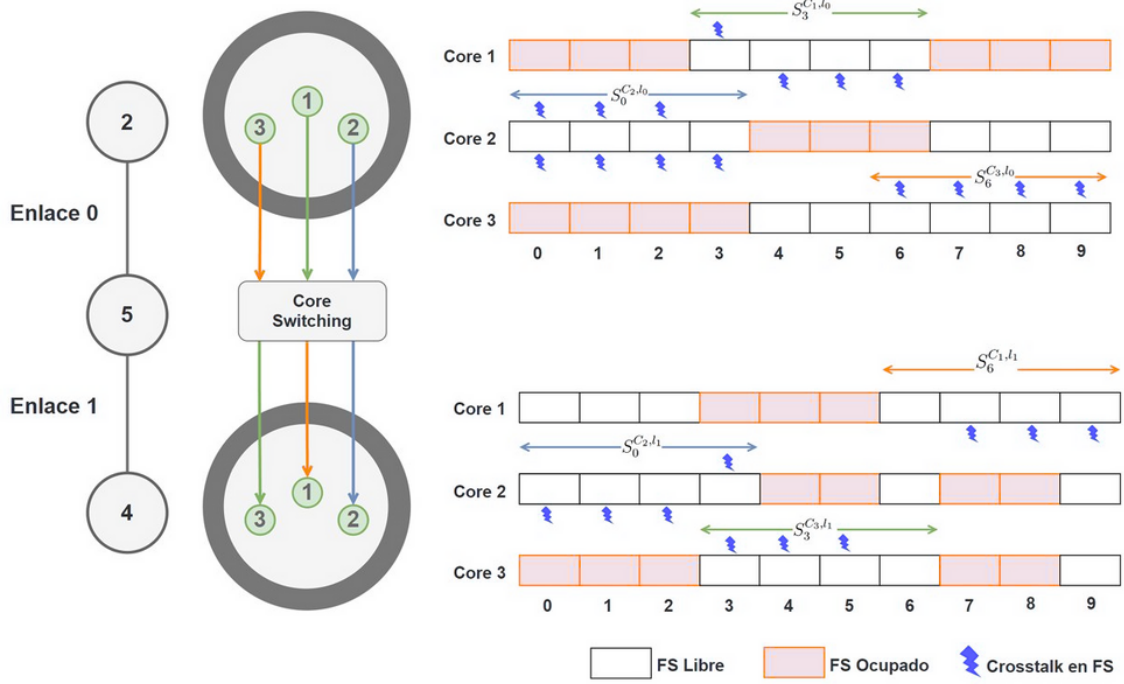 2
Enlace 0
5
Enlace 1
4
1
3
2
Core
Switching
1
3
2
S_3^{C_1,l_0}
Core 1
S_0^{C_2,l_0}
Core 2
S_6^{C_3,l_0}
Core 3
0 1 2 3 4 5 6 7 8 9
S_6^{C_1,l_1}
Core 1
S_0^{C_2,l_1}
Core 2
S_3^{C_3,l_1}
Core 3
0 1 2 3 4 5 6 7 8 9
FS Libre FS Ocupado Crosstalk en FS